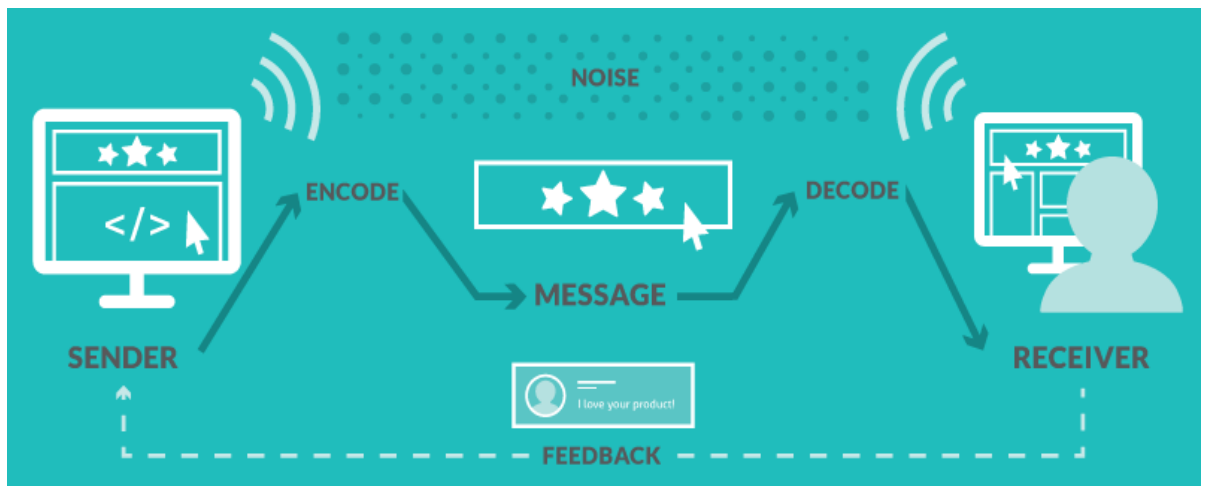 NOISE
ENCODE
DECODE
</>
MESSAGE
SENDER
RECEIVER
I love your product!
FEEDBACK